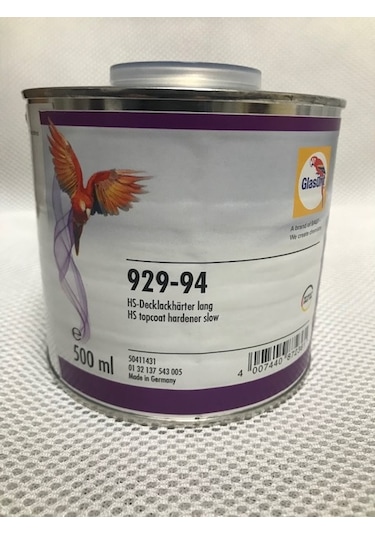 Glasurit
A brand of BASF
We create chemistry
929-94
HS-Decklackhärter lang
HS topcoat hardener slow
℮ 500 ml
50411431
01 32 137 543 005
Made in Germany